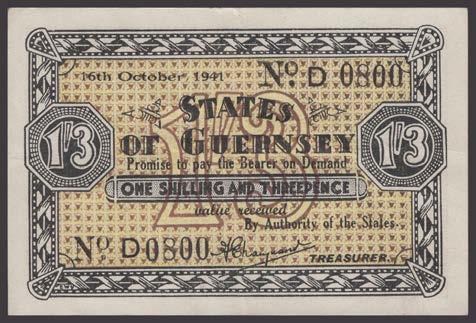 16th October 1941 Nº D 0800
STATES
OF GUERNSEY
1/3 1/3
Promise to pay the Bearer on Demand
ONE SHILLING AND THREEPENCE
value received
By Authority of the States.
Nº D 0800.
TREASURER.